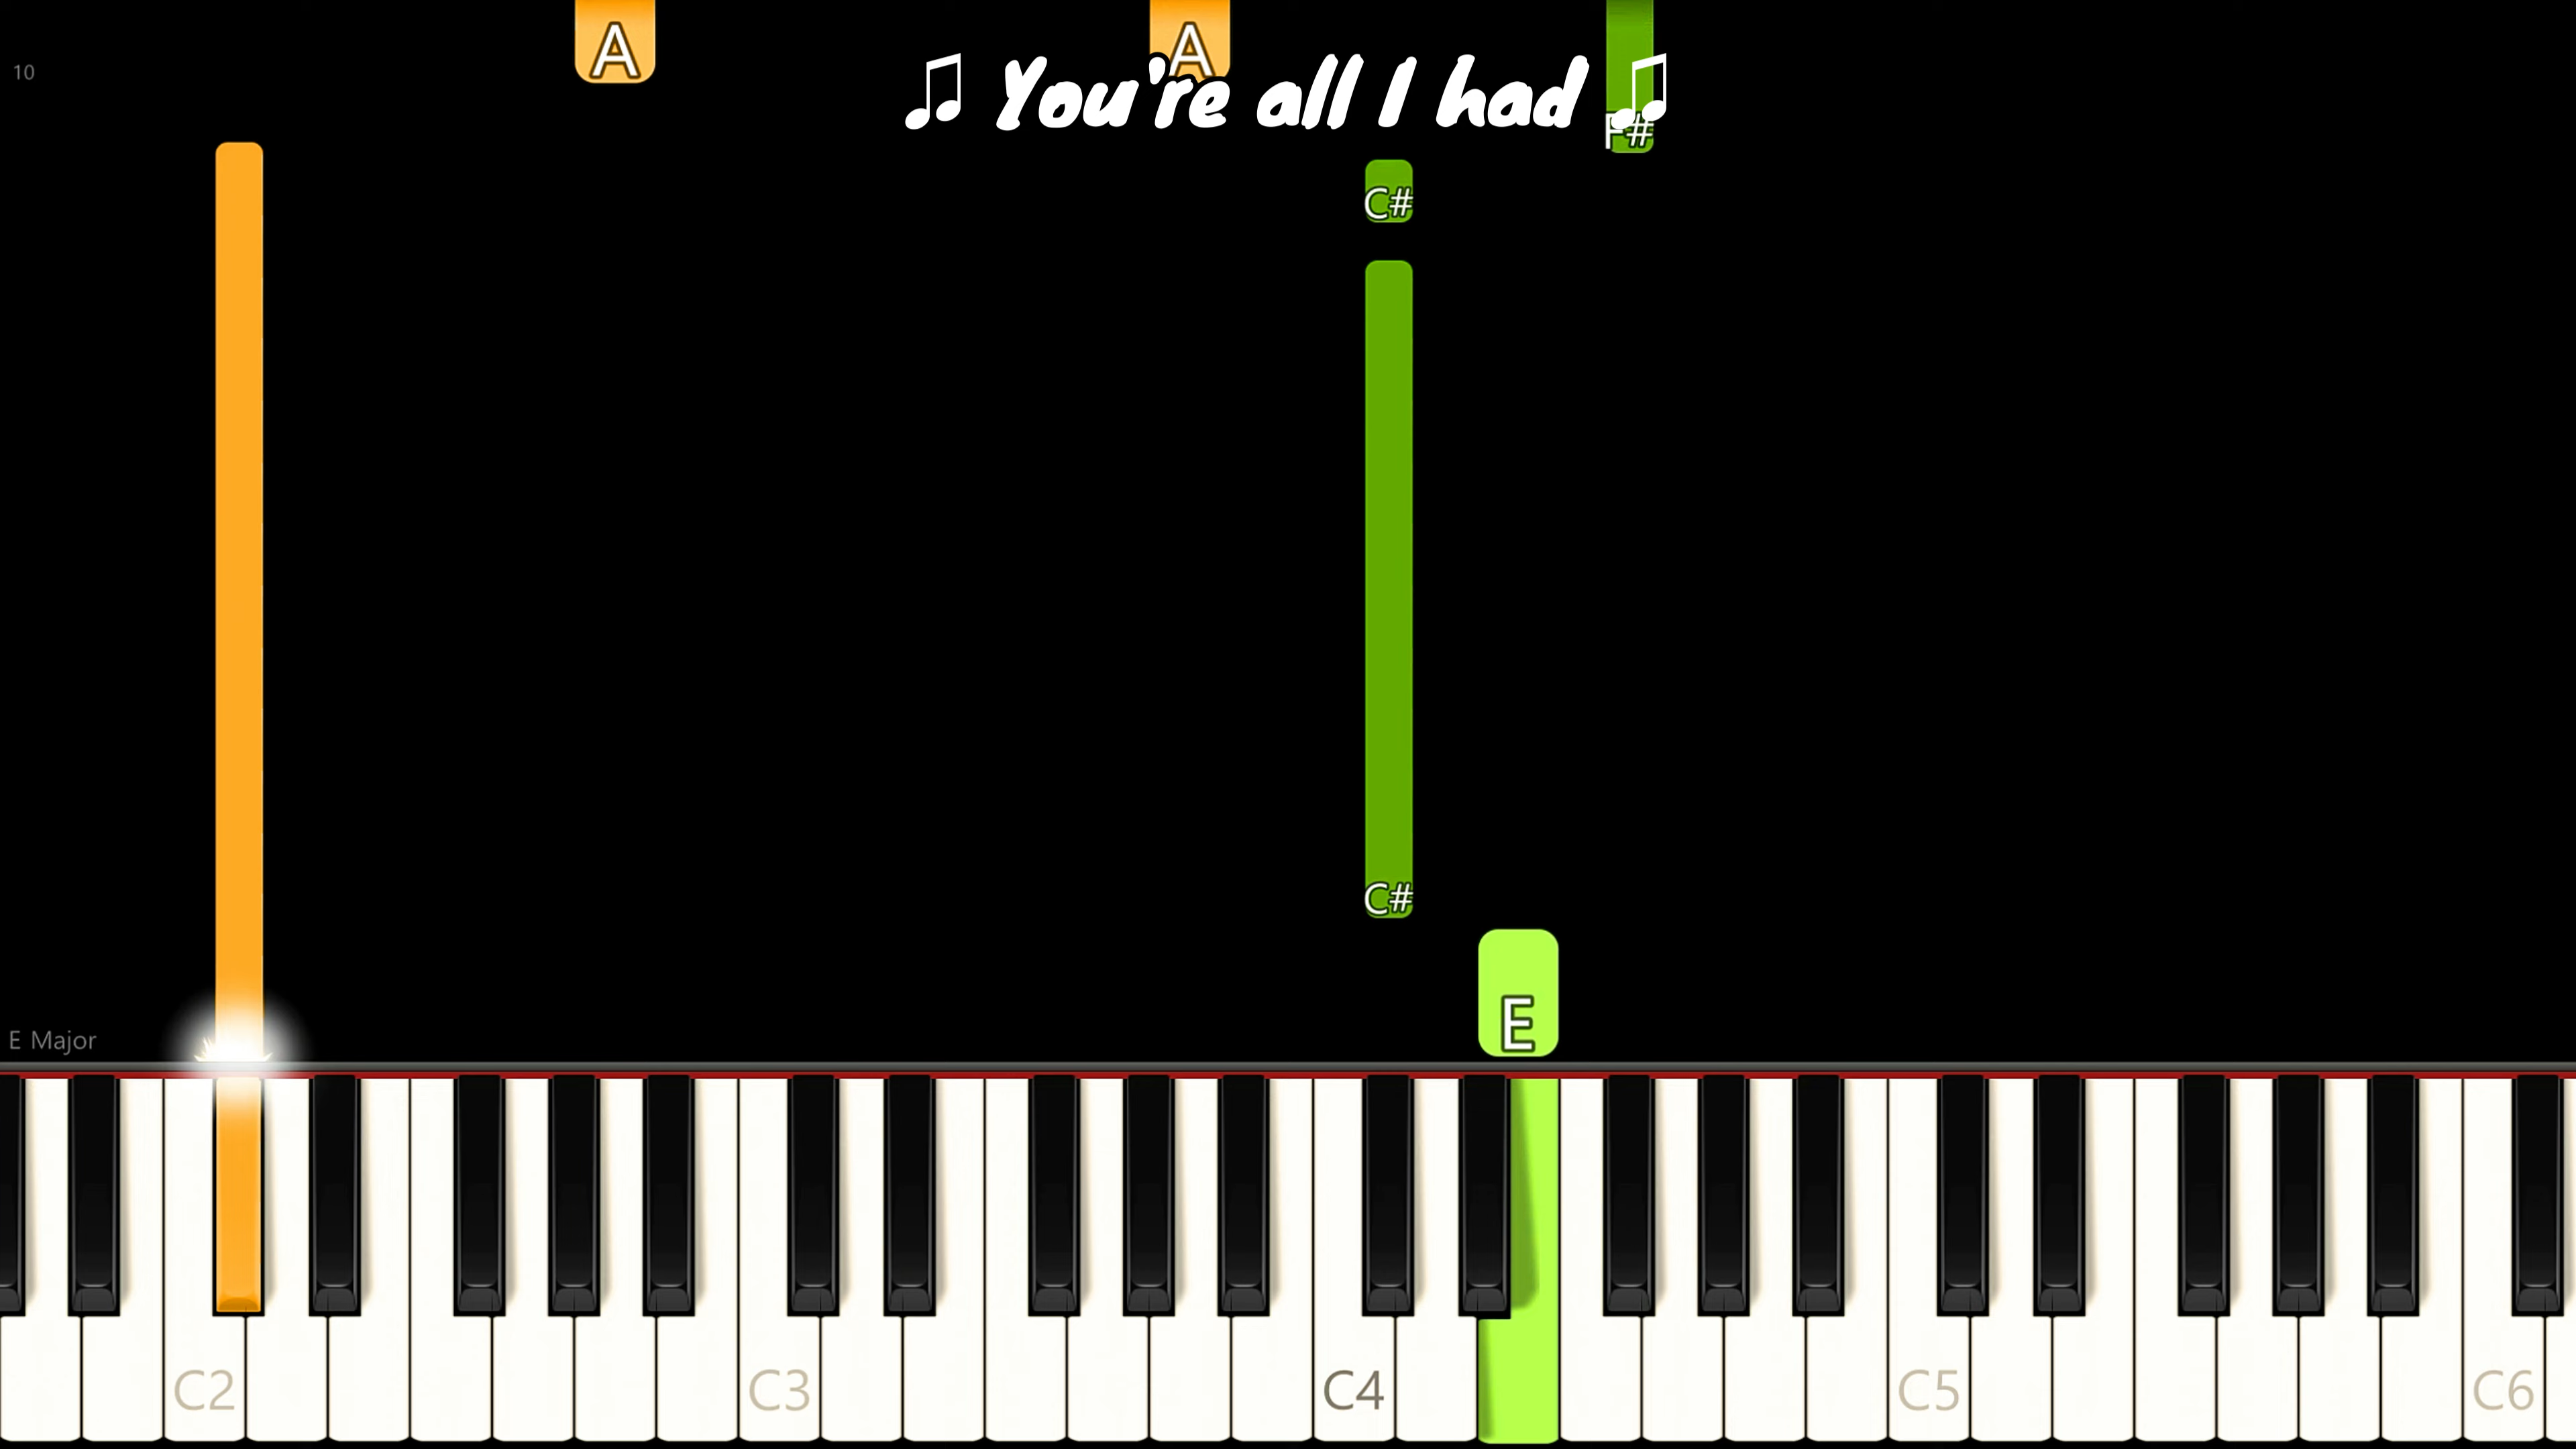 A
A
10
♫ You're all I had ♫
F#
C#
C#
E
E Major
C2
C3
C4
C5
C6